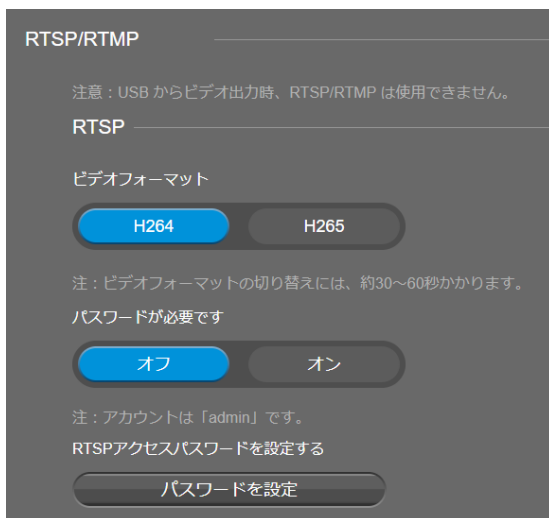 RTSP/RTMP
注意：USB からビデオ出力時、RTSP/RTMP は使用できません。
RTSP
ビデオフォーマット
H264 H265
注：ビデオフォーマットの切り替えには、約30～60秒かかります。
パスワードが必要です
オフ オン
注：アカウントは「admin」です。
RTSPアクセスパスワードを設定する
パスワードを設定